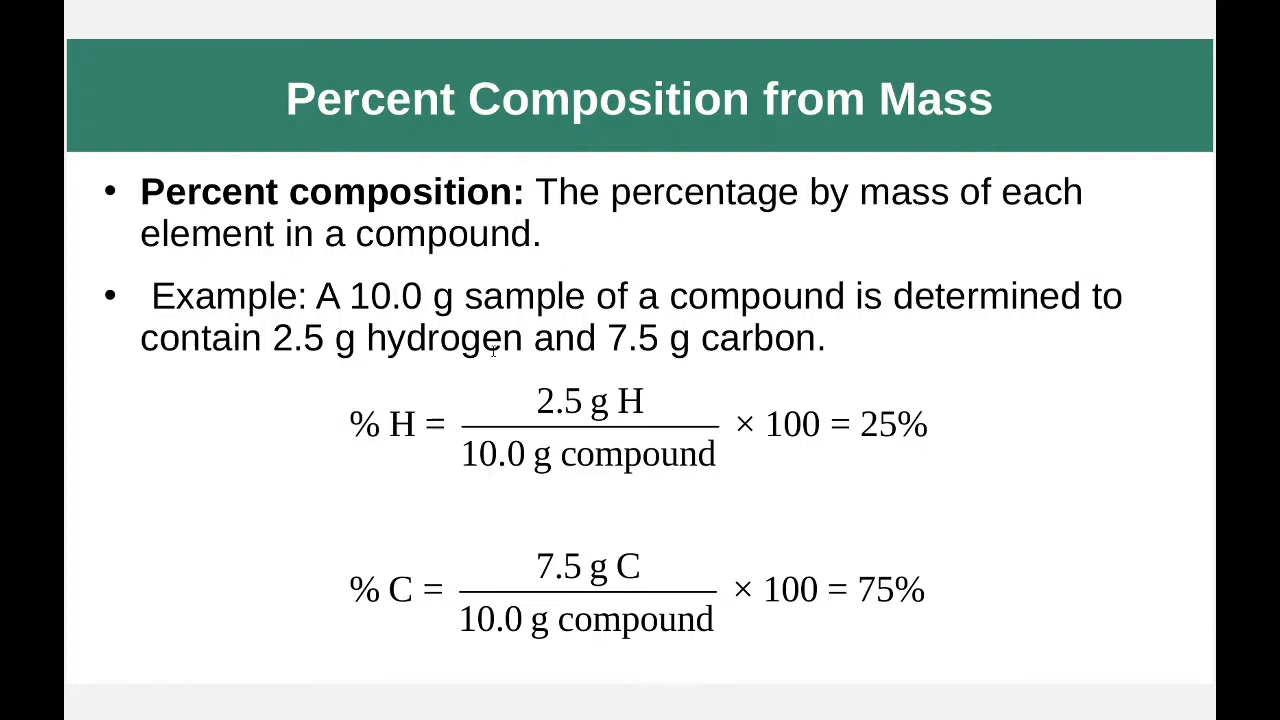 Percent Composition from Mass
• Percent composition: The percentage by mass of each
element in a compound.
• Example: A 10.0 g sample of a compound is determined to
contain 2.5 g hydrogen and 7.5 g carbon.
2.5 g H
% H = × 100 = 25%
10.0 g compound
7.5 g C
% C = × 100 = 75%
10.0 g compound